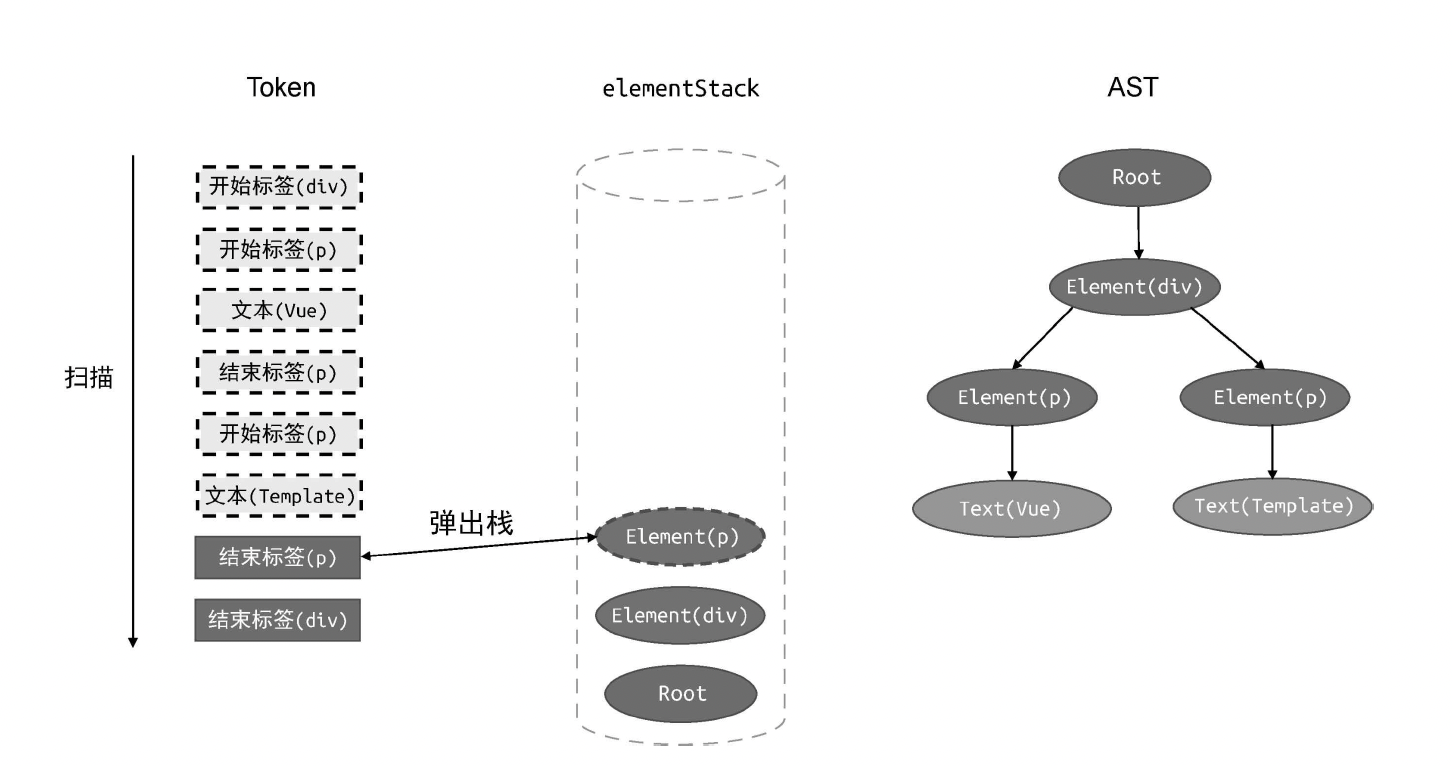 Token
elementStack
AST
扫描
开始标签(div)
开始标签(p)
文本(Vue)
结束标签(p)
开始标签(p)
文本(Template)
结束标签(p)
结束标签(div)
弹出栈
Element(p)
Element(div)
Root
Root
Element(div)
Element(p)
Element(p)
Text(Vue)
Text(Template)